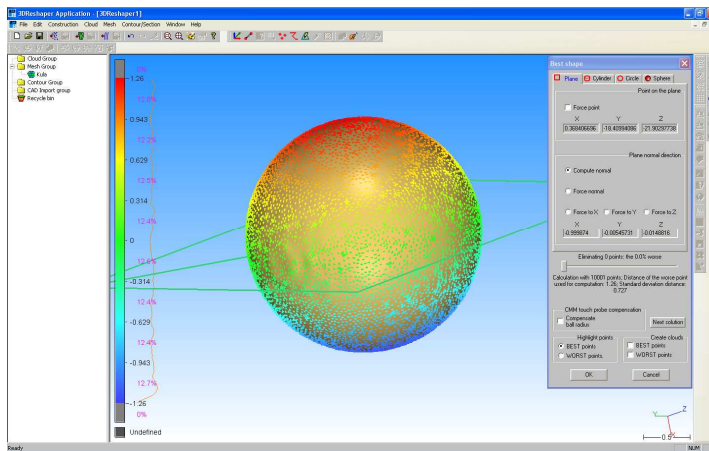 3DReshaper Application - [3DReshaper1]
File Edit Construction Cloud Mesh Contour/Section Window Help
Cloud Group
Mesh Group
Kula
Contour Group
CAD Import group
Recycle bin
0%
1.26
12.6%
0.943
12.2%
0.629
12.5%
0.314
12.4%
0
12.6%
-0.314
12.4%
-0.629
12.4%
-0.943
12.7%
-1.26
0%
Undefined
Best shape
Plane Cylinder Circle Sphere
Point on the plane
Force point
X Y Z
0.368406696 -18.40994086 -21.90297738
Plane normal direction
Compute normal
Force normal
Force to X Force to Y Force to Z
X Y Z
-0.999874 -0.00545731 -0.0148816
Eliminating 0 points: the 0.0% worse
Calculation with 10001 points; Distance of the worse point
used for computation: 1.26; Standard deviation distance:
0.727
CMM touch probe compensation
Compensate
ball radius
Next solution
Highlight points
BEST points
WORST points
Create clouds
BEST points
WORST points
OK Cancel
Y Z
X
0.5
Ready NUM